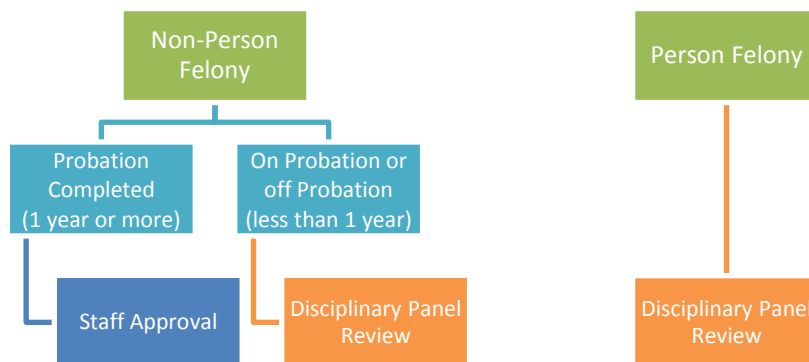 Non-Person
Felony
Person Felony
Probation
Completed
(1 year or more)
On Probation or
off Probation
(less than 1 year)
Staff Approval
Disciplinary Panel
Review
Disciplinary Panel
Review